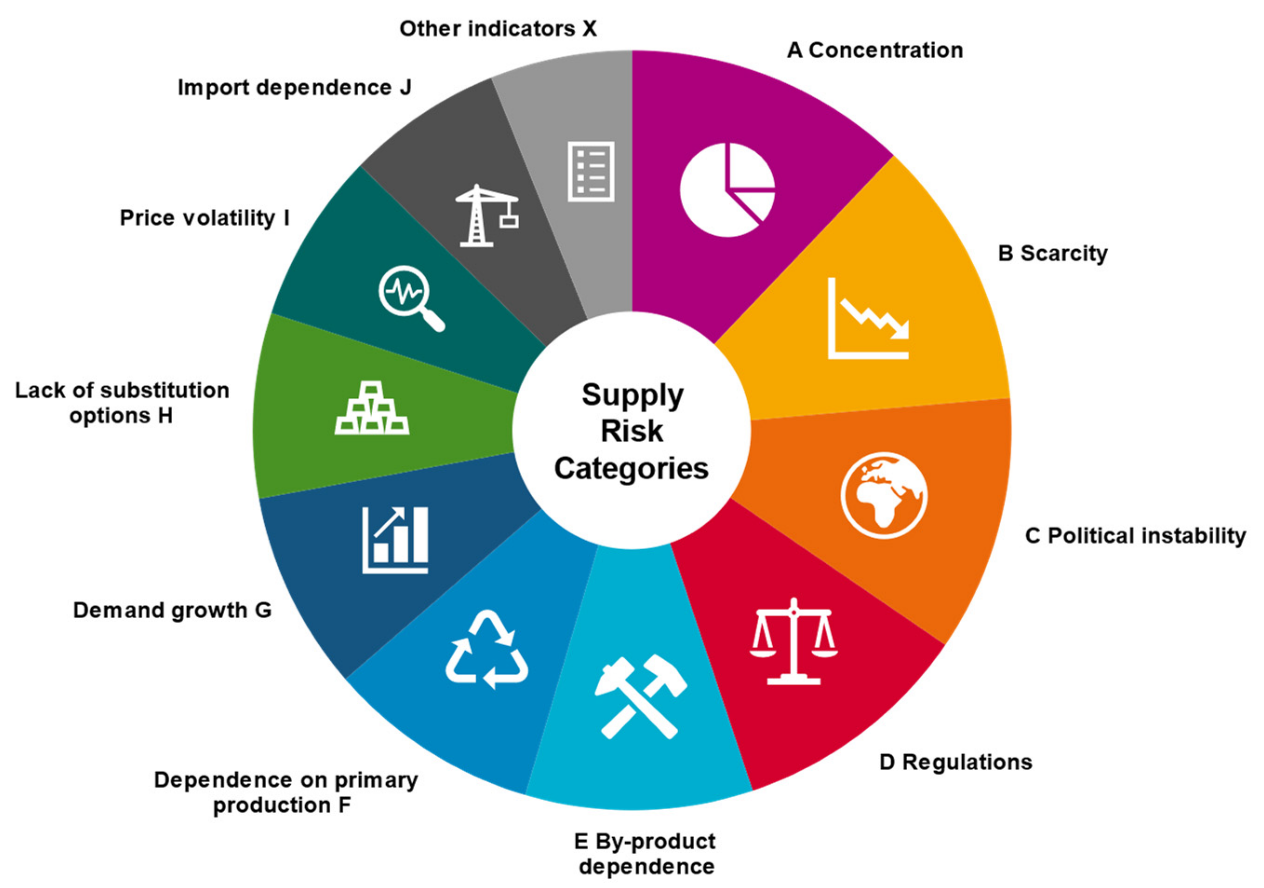 Other indicators X
A Concentration
Import dependence J
Price volatility I
B Scarcity
Lack of substitution
options H
Supply
Risk
Categories
C Political instability
Demand growth G
D Regulations
Dependence on primary
production F
E By-product
dependence